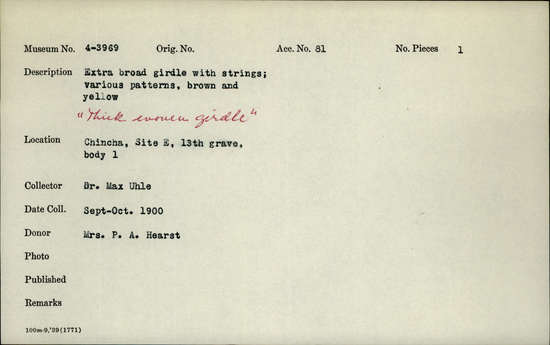 Museum No. 4-3969 Orig. No. Acc. No. 81 No. Pieces 1
Description Extra broad girdle with strings;
various patterns, brown and
yellow
"Thick woven girdle"
Location Chincha, Site E, 13th grave,
body 1
Collector Dr. Max Uhle
Date Coll. Sept-Oct. 1900
Donor Mrs. P. A. Hearst
Photo
Published
Remarks
100m-9,'39(1771)